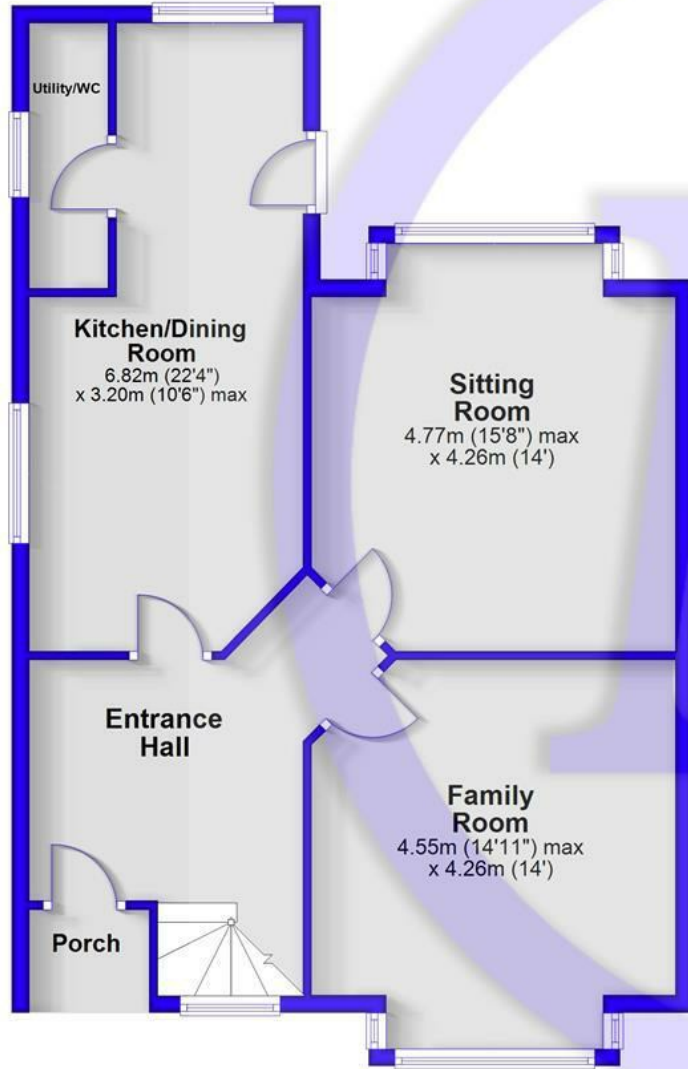 Utility/WC
Kitchen/Dining
Room
6.82m (22'4")
x 3.20m (10'6") max
Sitting
Room
4.77m (15'8") max
x 4.26m (14')
Entrance
Hall
Family
Room
4.55m (14'11") max
x 4.26m (14')
Porch